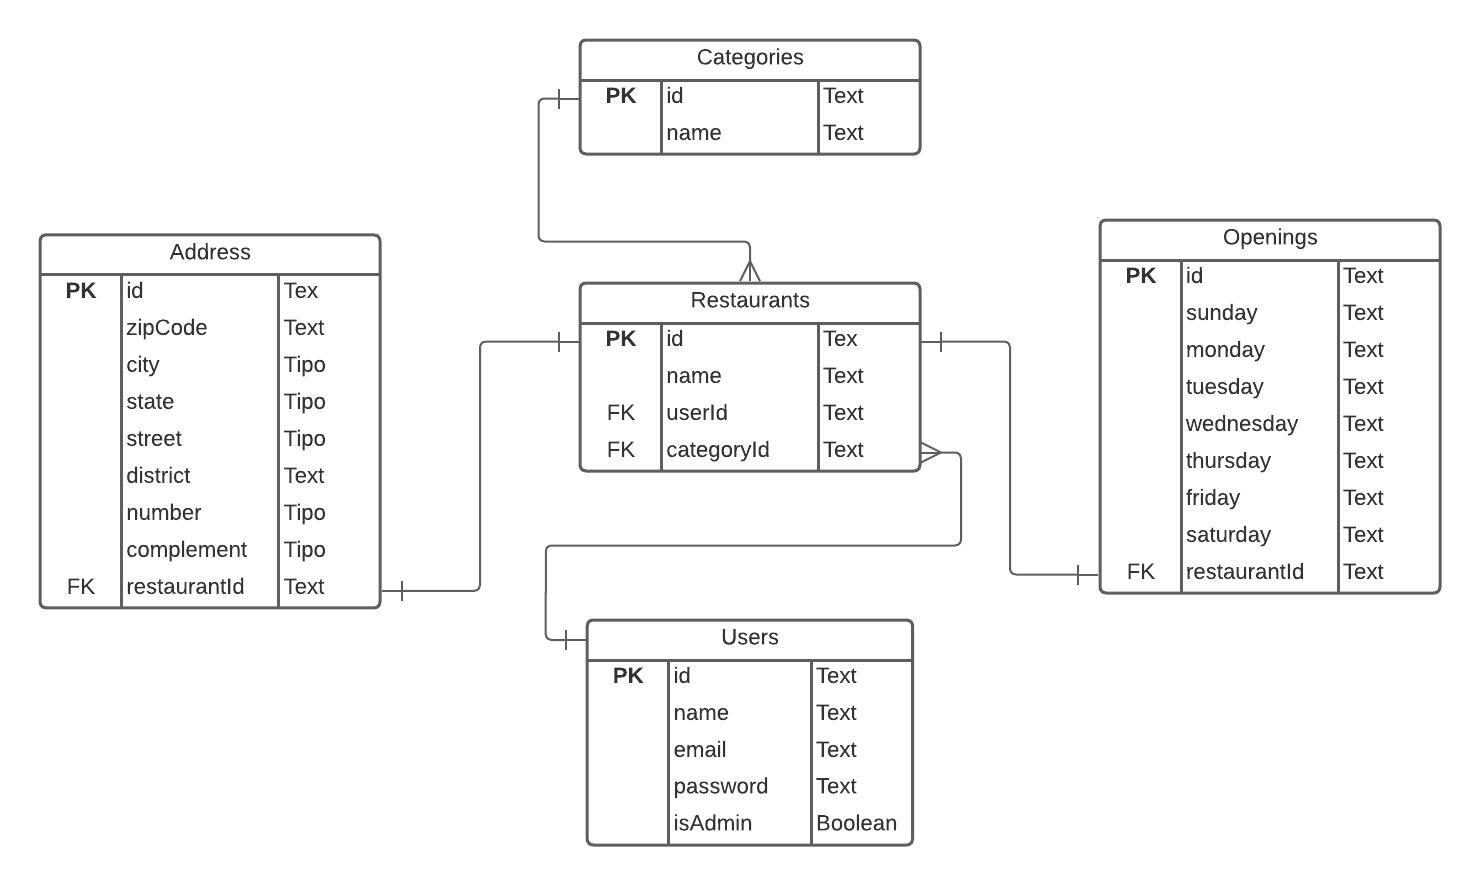 Categories
PK id Text
name Text
Address
PK id Tex
zipCode Text
city Tipo
state Tipo
street Tipo
district Text
number Tipo
complement Tipo
FK restaurantId Text
Restaurants
PK id Tex
name Text
FK userId Text
FK categoryId Text
Openings
PK id Text
sunday Text
monday Text
tuesday Text
wednesday Text
thursday Text
friday Text
saturday Text
FK restaurantId Text
Users
PK id Text
name Text
email Text
password Text
isAdmin Boolean